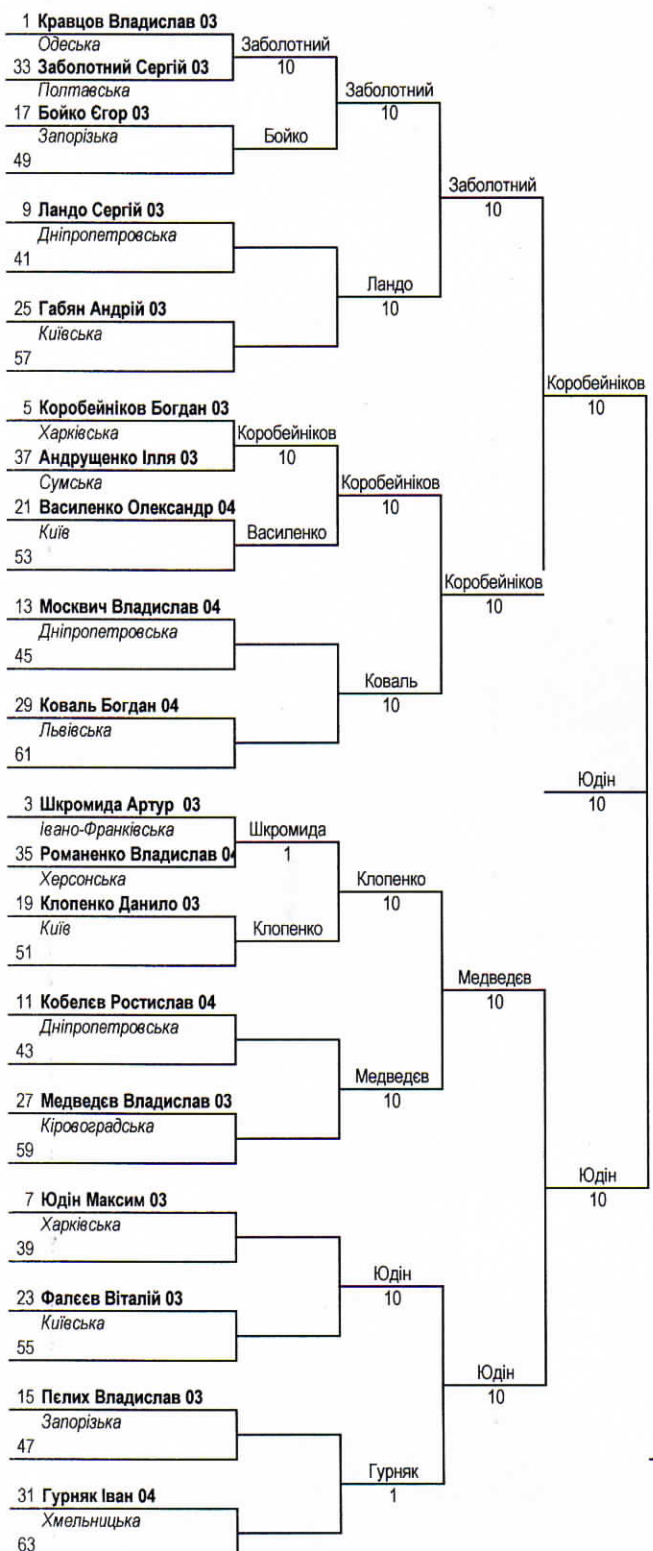 1 Кравцов Владислав 03
Одеська
Заболотний
33 Заболотний Сергій 03
10
Полтавська
Заболотний
17 Бойко Єгор 03
10
Запорізька
Бойко
49
Заболотний
9 Ландо Сергій 03
10
Дніпропетровська
41
Ландо
25 Габян Андрій 03
10
Київська
57
Коробейніков
5 Коробейніков Богдан 03
10
Харківська
Коробейніков
37 Андрущенко Ілля 03
10
Сумська
Коробейніков
21 Василенко Олександр 04
10
Київ
Василенко
53
Коробейніков
13 Москвич Владислав 04
10
Дніпропетровська
45
Коваль
29 Коваль Богдан 04
10
Львівська
61
Юдін
3 Шкромида Артур 03
10
Івано-Франківська
Шкромида
35 Романенко Владислав 04
1
Херсонська
Клопенко
19 Клопенко Данило 03
10
Київ
Клопенко
51
Медведєв
11 Кобелєв Ростислав 04
10
Дніпропетровська
43
Медведєв
27 Медведєв Владислав 03
10
Кіровоградська
59
Юдін
7 Юдін Максим 03
10
Харківська
39
Юдін
23 Фалєєв Віталій 03
10
Київська
55
Юдін
15 Пєлих Владислав 03
10
Запорізька
47
Гурняк
31 Гурняк Іван 04
1
Хмельницька
63